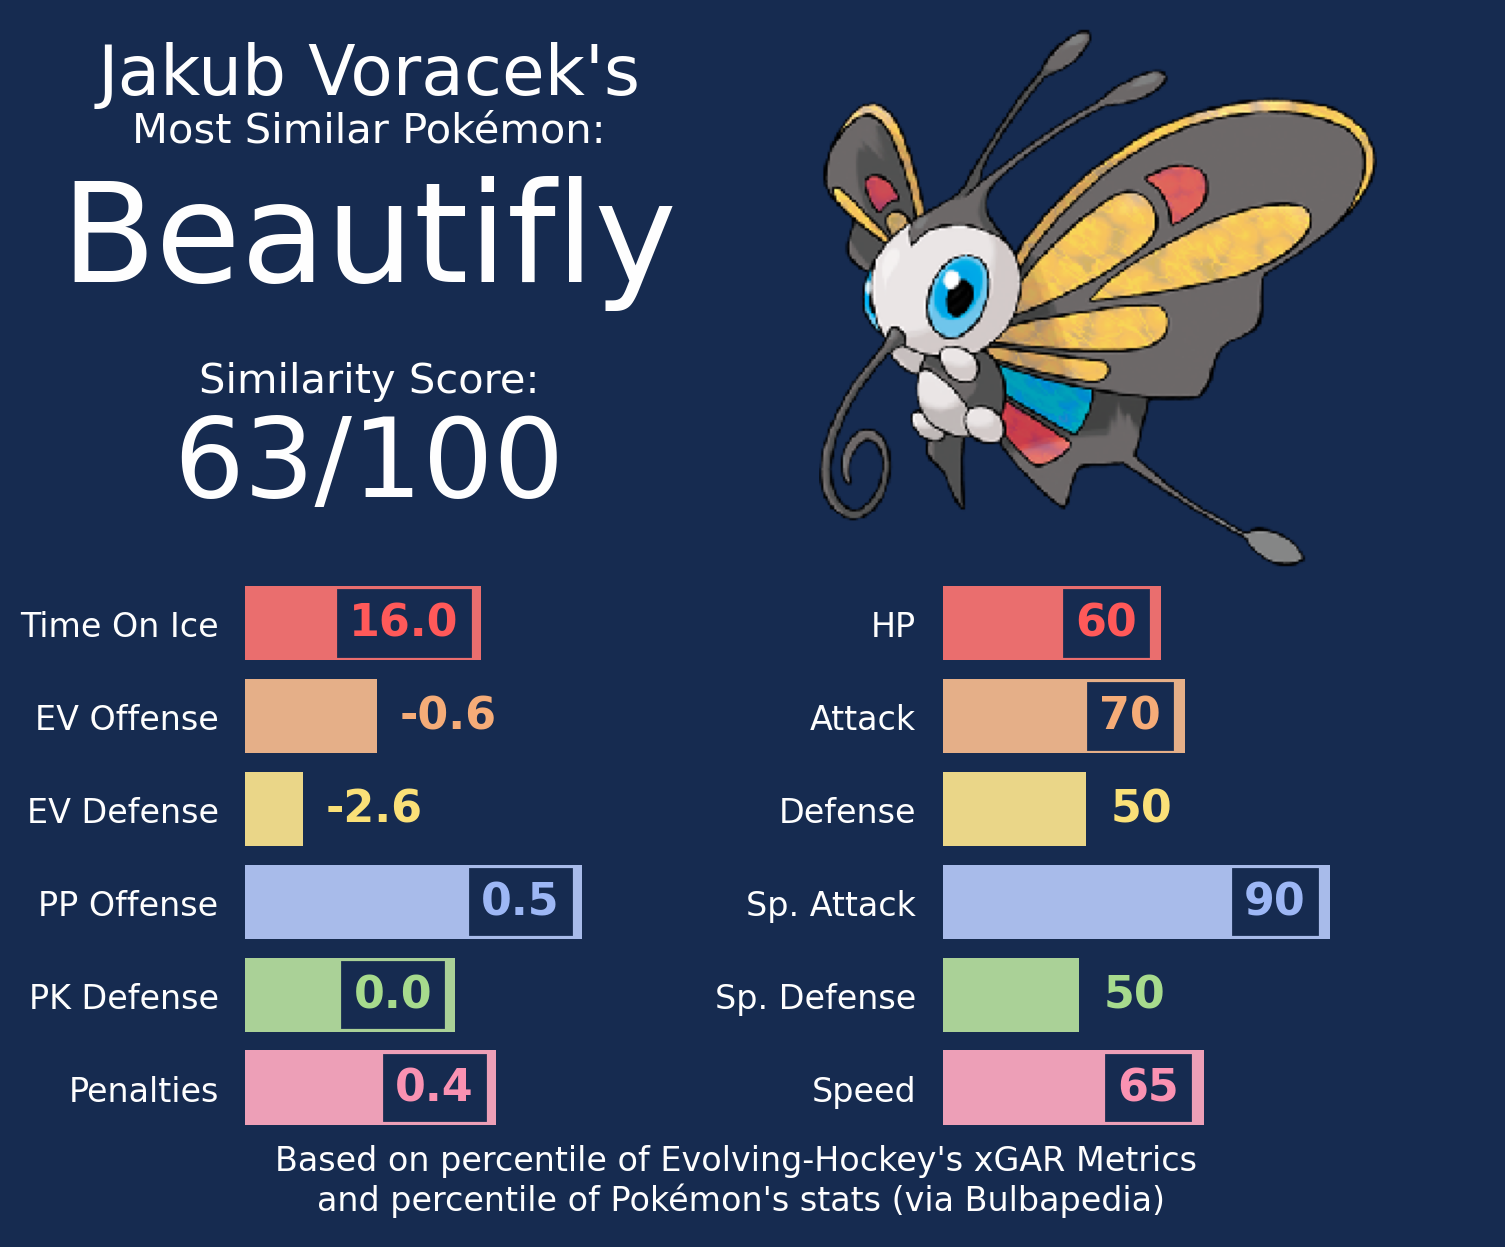 Jakub Voracek's
Most Similar Pokémon:
Beautifly
Similarity Score:
63/100
Time On Ice 16.0
EV Offense -0.6
EV Defense -2.6
PP Offense 0.5
PK Defense 0.0
Penalties 0.4
HP 60
Attack 70
Defense 50
Sp. Attack 90
Sp. Defense 50
Speed 65
Based on percentile of Evolving-Hockey's xGAR Metrics
and percentile of Pokémon's stats (via Bulbapedia)